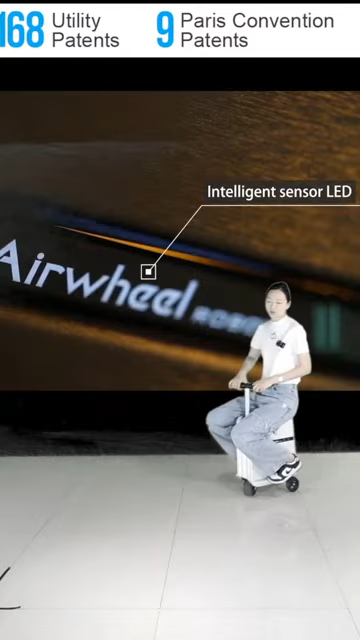 168 Utility Patents
9 Paris Convention Patents
Intelligent sensor LED
Airwheel